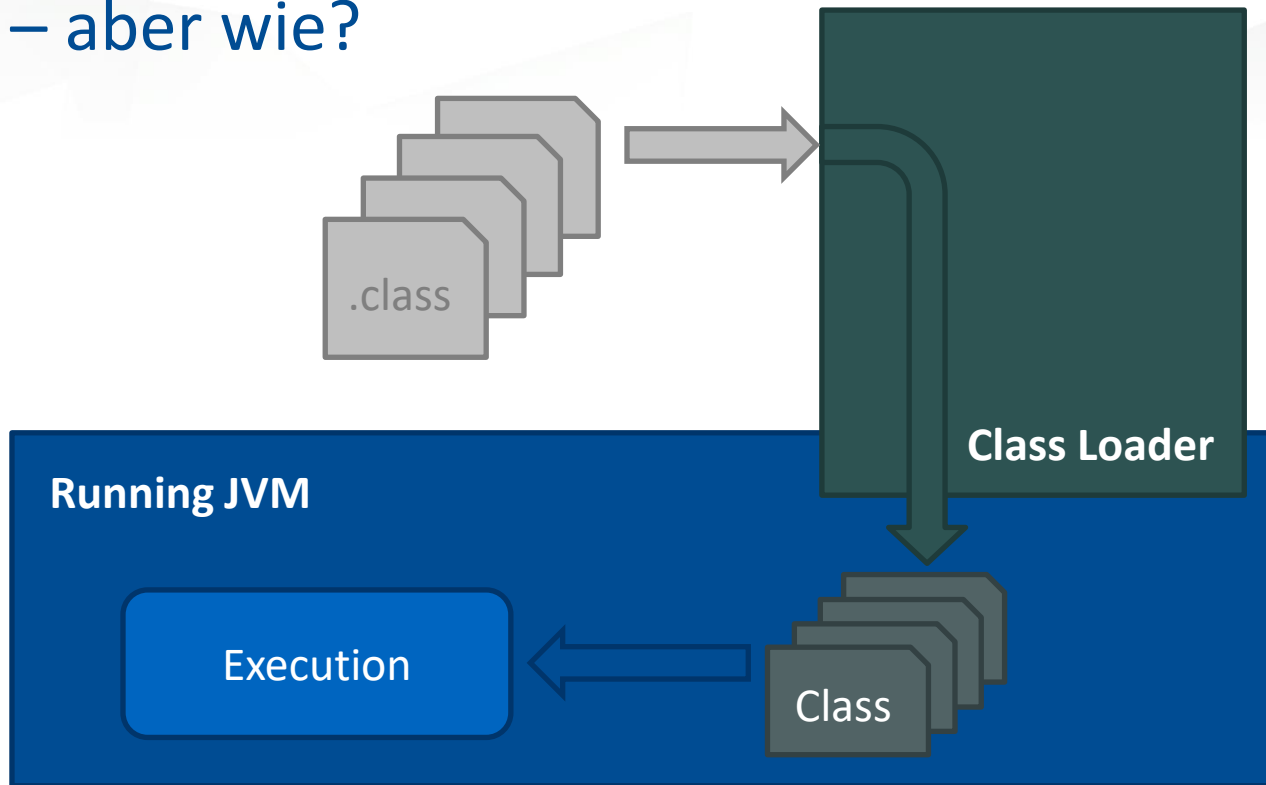 – aber wie?
.class
Class Loader
Running JVM
Execution
Class